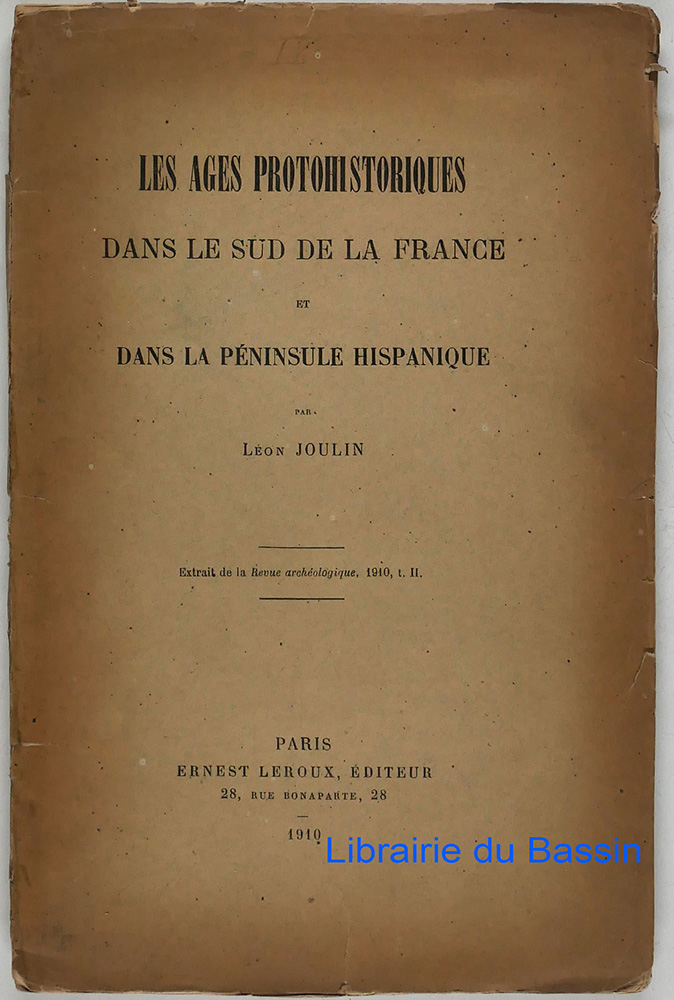 LES AGES PROTOHISTORIQUES
DANS LE SUD DE LA FRANCE
ET
DANS LA PÉNINSULE HISPANIQUE
PAR
LÉON JOULIN
Extrait de la Revue archéologique, 1910, t. II.
PARIS
ERNEST LEROUX, ÉDITEUR
28, RUE BONAPARTE, 28
1910
Librairie du Bassin